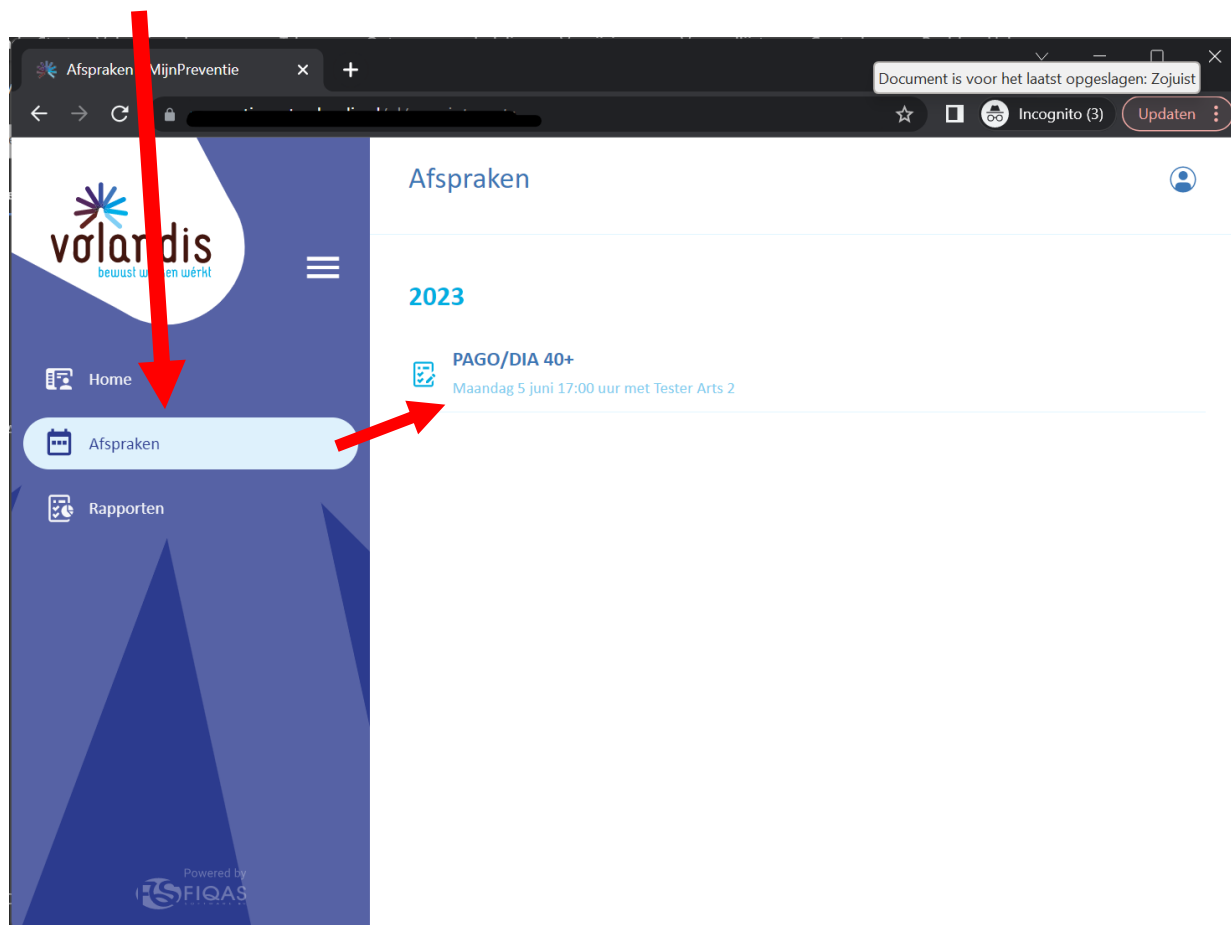 Afspraken MijnPreventie
Document is voor het laatst opgeslagen: Zojuist
Incognito (3)
Updaten
volandis
bewust werkt
Afspraken
2023
PAGO/DIA 40+
Maandag 5 juni 17:00 uur met Tester Arts 2
Home
Afspraken
Rapporten
Powered by
FIQAS